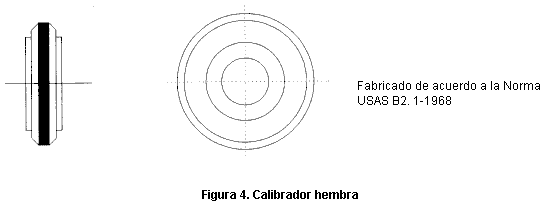 Fabricado de acuerdo a la Norma
USAS B2. 1-1968
Figura 4. Calibrador hembra